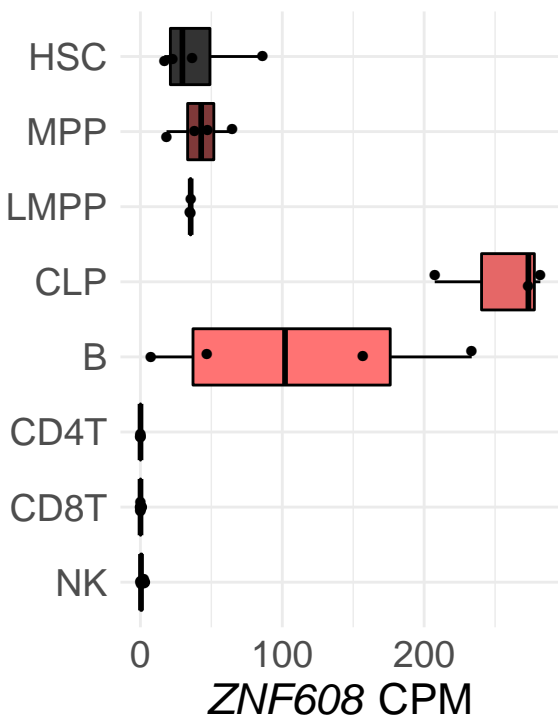 HSC
MPP
LMPP
CLP
B
CD4T
CD8T
NK
0 100 200
ZNF608 CPM